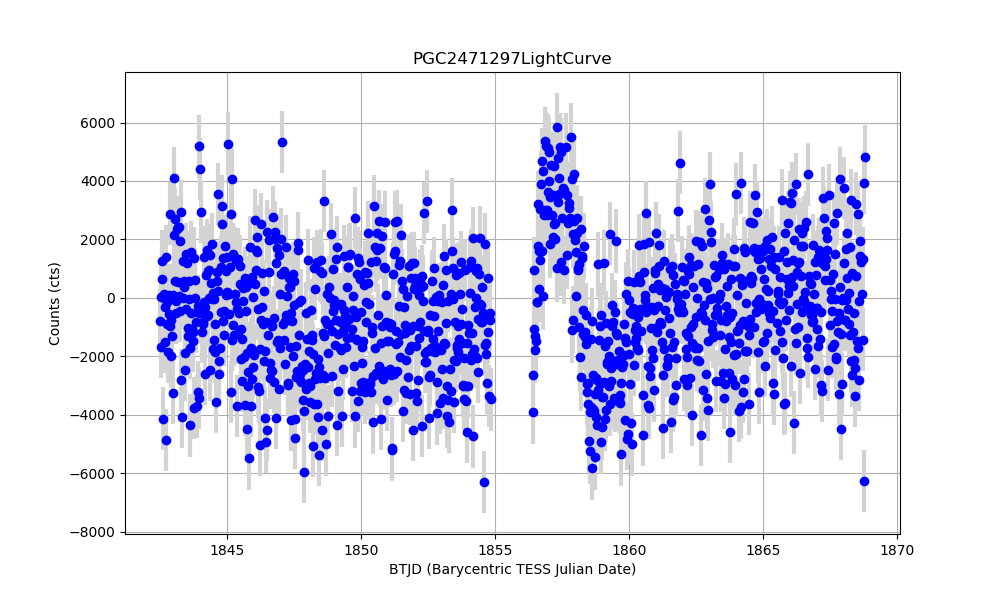 PGC2471297LightCurve
Counts (cts)
6000
4000
2000
0
−2000
−4000
−6000
−8000
1845 1850 1855 1860 1865 1870
BTJD (Barycentric TESS Julian Date)